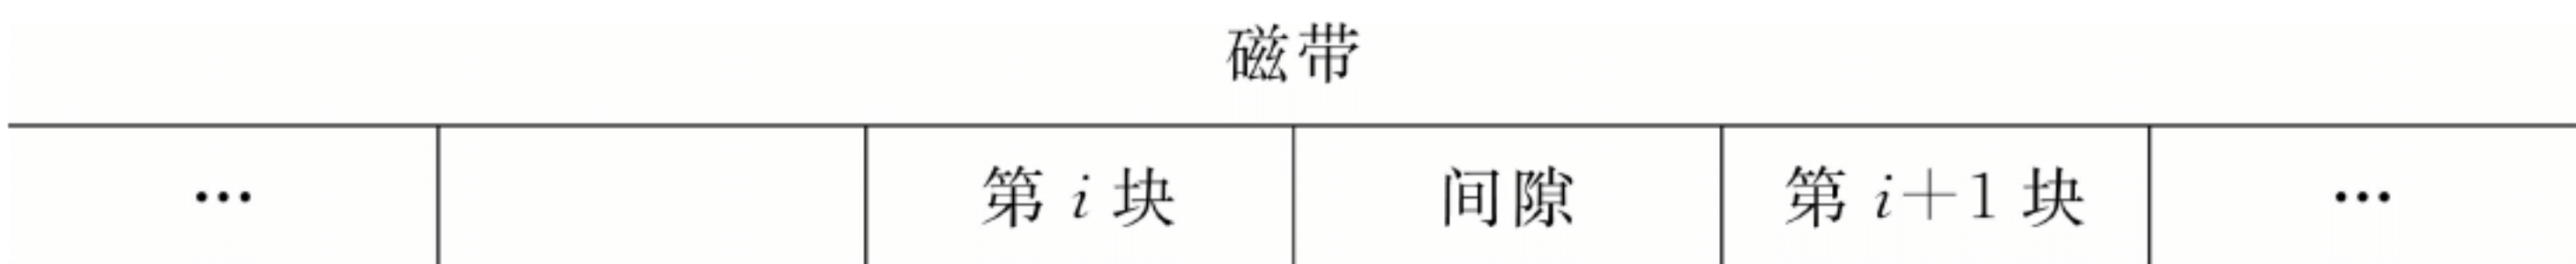 磁带
… 第 i 块 间隙 第 i+1 块 …